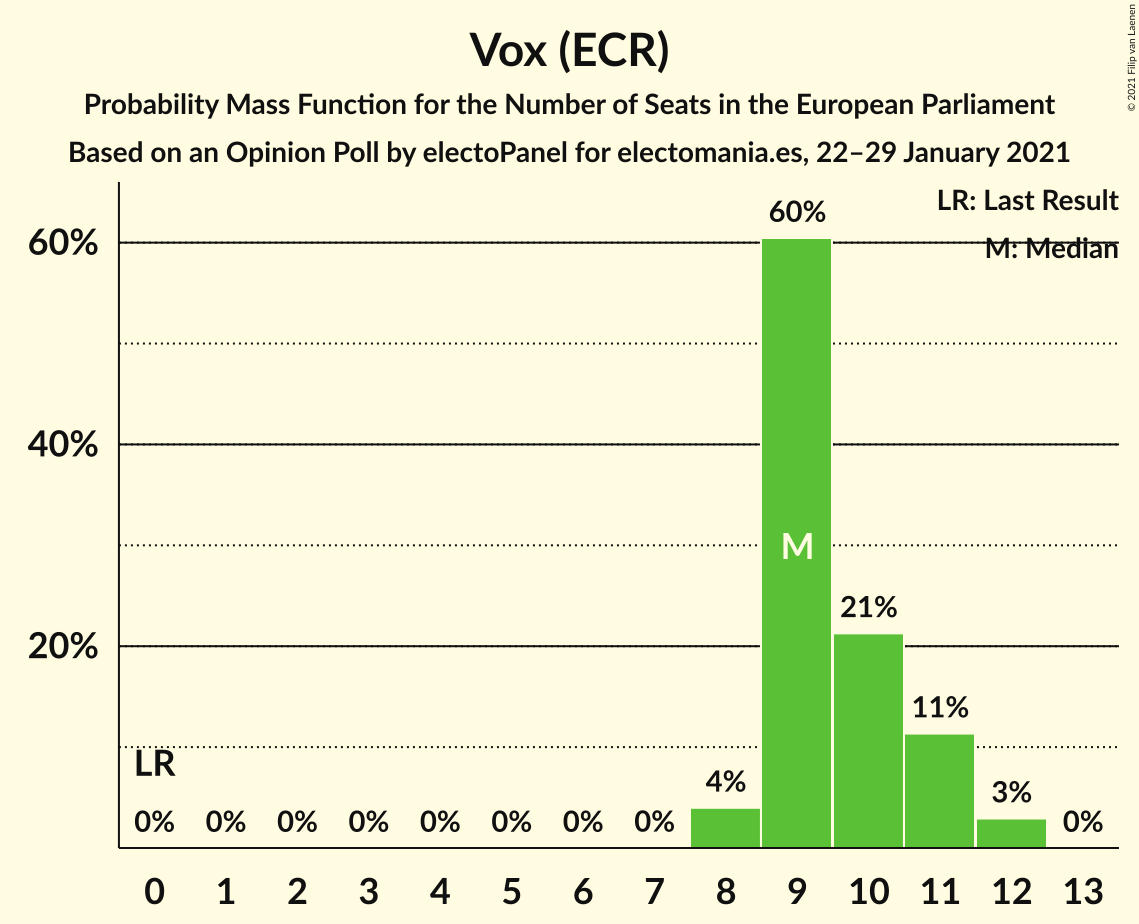 © 2021 Filip van Laenen
Vox (ECR)
Probability Mass Function for the Number of Seats in the European Parliament
Based on an Opinion Poll by electoPanel for electomania.es, 22–29 January 2021
LR: Last Result
M: Median
60%
40%
20%
LR
M
0% 0% 0% 0% 0% 0% 0% 0% 4% 60% 21% 11% 3% 0%
0 1 2 3 4 5 6 7 8 9 10 11 12 13